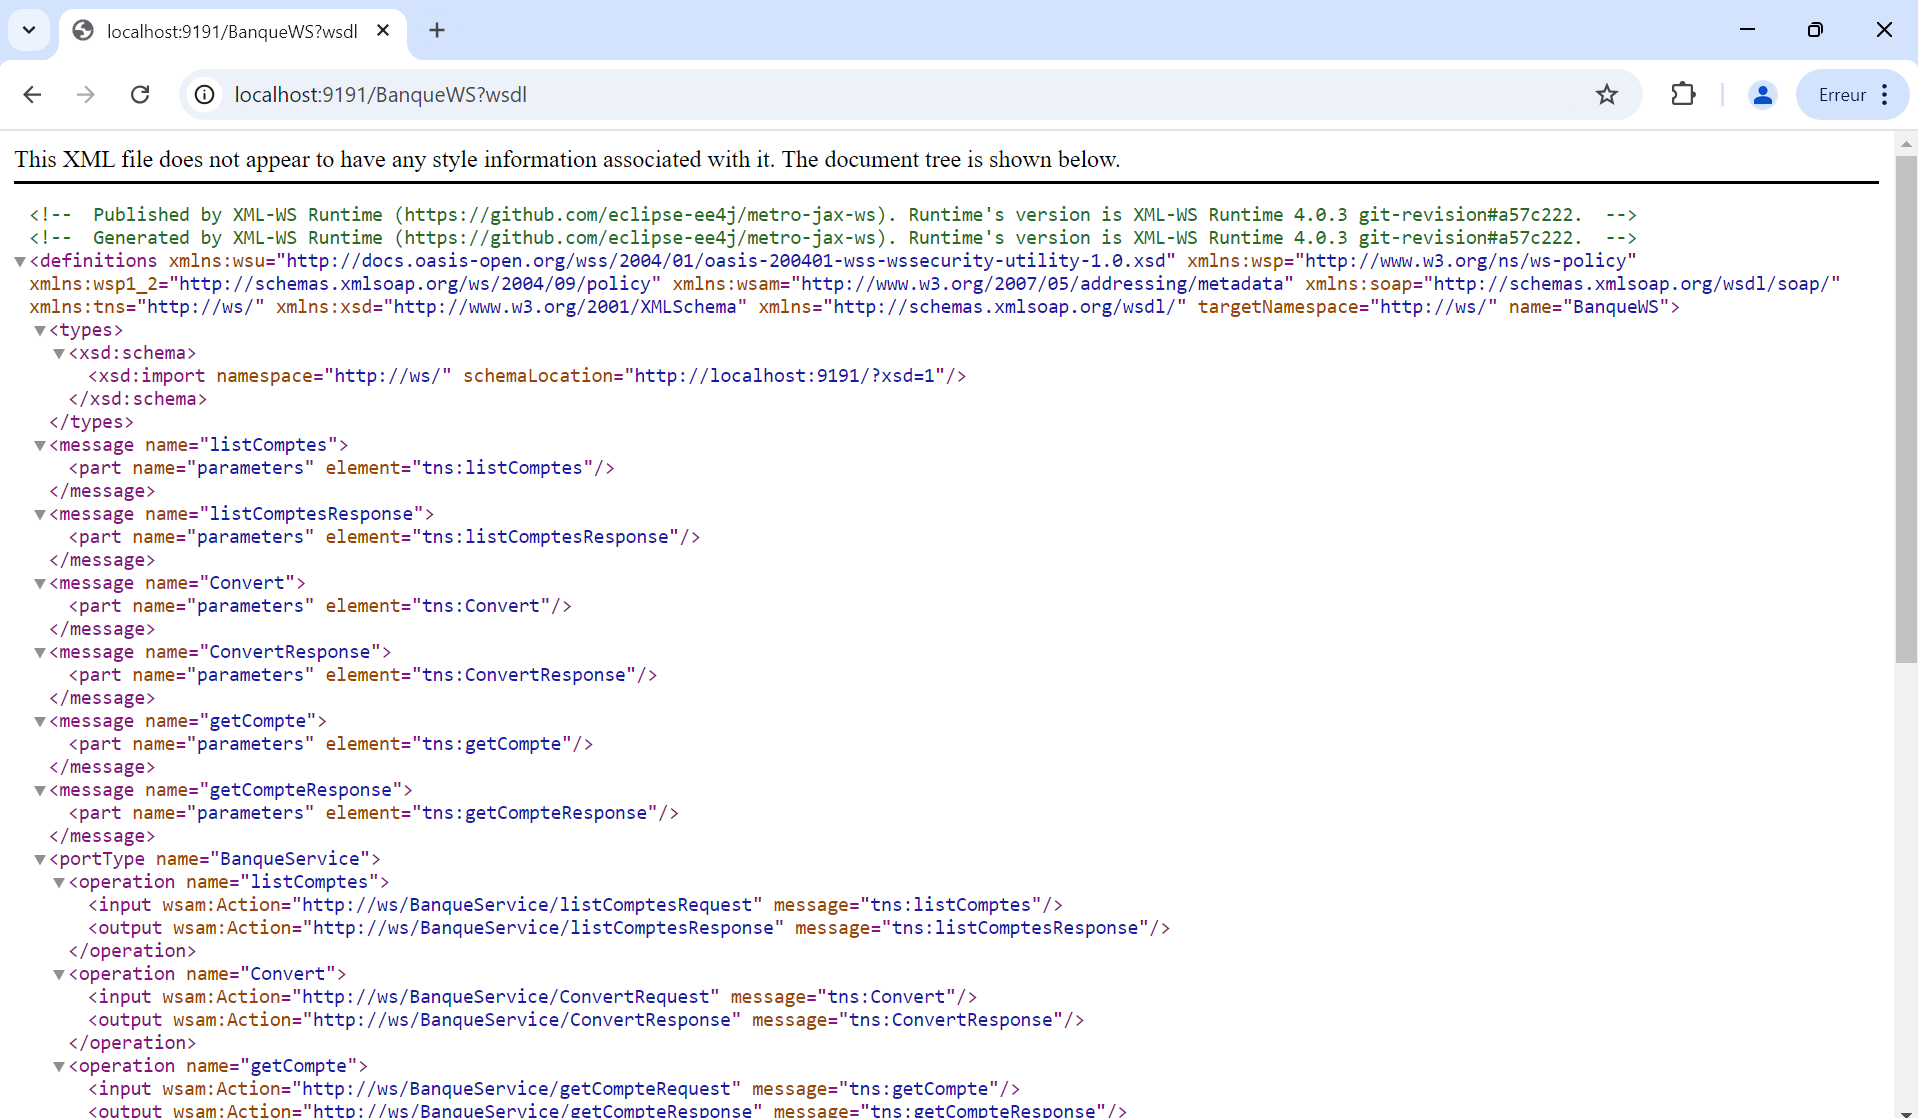 localhost:9191/BanqueWS?wsdl
localhost:9191/BanqueWS?wsdl
Erreur
This XML file does not appear to have any style information associated with it. The document tree is shown below.
<!--  Published by XML-WS Runtime (https://github.com/eclipse-ee4j/metro-jax-ws). Runtime's version is XML-WS Runtime 4.0.3 git-revision#a57c222.  -->
<!--  Generated by XML-WS Runtime (https://github.com/eclipse-ee4j/metro-jax-ws). Runtime's version is XML-WS Runtime 4.0.3 git-revision#a57c222.  -->
▼<definitions xmlns:wsu="http://docs.oasis-open.org/wss/2004/01/oasis-200401-wss-wssecurity-utility-1.0.xsd" xmlns:wsp="http://www.w3.org/ns/ws-policy"
xmlns:wsp1_2="http://schemas.xmlsoap.org/ws/2004/09/policy" xmlns:wsam="http://www.w3.org/2007/05/addressing/metadata" xmlns:soap="http://schemas.xmlsoap.org/wsdl/soap/"
xmlns:tns="http://ws/" xmlns:xsd="http://www.w3.org/2001/XMLSchema" xmlns="http://schemas.xmlsoap.org/wsdl/" targetNamespace="http://ws/" name="BanqueWS">
▼<types>
▼<xsd:schema>
<xsd:import namespace="http://ws/" schemaLocation="http://localhost:9191/?xsd=1"/>
</xsd:schema>
</types>
▼<message name="listComptes">
<part name="parameters" element="tns:listComptes"/>
</message>
▼<message name="listComptesResponse">
<part name="parameters" element="tns:listComptesResponse"/>
</message>
▼<message name="Convert">
<part name="parameters" element="tns:Convert"/>
</message>
▼<message name="ConvertResponse">
<part name="parameters" element="tns:ConvertResponse"/>
</message>
▼<message name="getCompte">
<part name="parameters" element="tns:getCompte"/>
</message>
▼<message name="getCompteResponse">
<part name="parameters" element="tns:getCompteResponse"/>
</message>
▼<portType name="BanqueService">
▼<operation name="listComptes">
<input wsam:Action="http://ws/BanqueService/listComptesRequest" message="tns:listComptes"/>
<output wsam:Action="http://ws/BanqueService/listComptesResponse" message="tns:listComptesResponse"/>
</operation>
▼<operation name="Convert">
<input wsam:Action="http://ws/BanqueService/ConvertRequest" message="tns:Convert"/>
<output wsam:Action="http://ws/BanqueService/ConvertResponse" message="tns:ConvertResponse"/>
</operation>
▼<operation name="getCompte">
<input wsam:Action="http://ws/BanqueService/getCompteRequest" message="tns:getCompte"/>
<output wsam:Action="http://ws/BanqueService/getCompteResponse" message="tns:getCompteResponse"/>